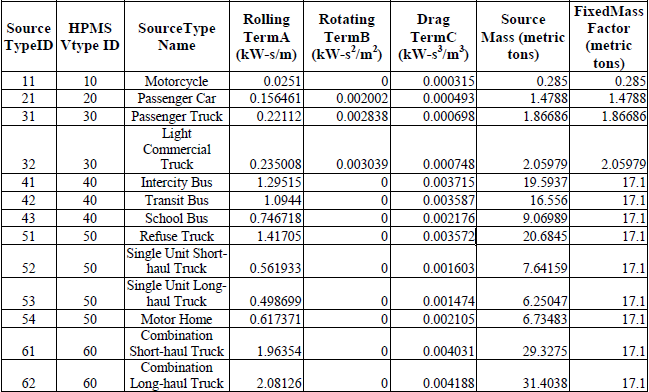 Source TypeID HPMS Vtype ID SourceType Name Rolling TermA (kW-s/m) Rotating TermB (kW-s²/m²) Drag TermC (kW-s³/m³) Source Mass (metric tons) FixedMass Factor (metric tons)
11 10 Motorcycle 0.0251 0 0.000315 0.285 0.285
21 20 Passenger Car 0.156461 0.002002 0.000493 1.4788 1.4788
31 30 Passenger Truck 0.22112 0.002838 0.000698 1.86686 1.86686
32 30 Light Commercial Truck 0.235008 0.003039 0.000748 2.05979 2.05979
41 40 Intercity Bus 1.29515 0 0.003715 19.5937 17.1
42 40 Transit Bus 1.0944 0 0.003587 16.556 17.1
43 40 School Bus 0.746718 0 0.002176 9.06989 17.1
51 50 Refuse Truck 1.41705 0 0.003572 20.6845 17.1
52 50 Single Unit Short-haul Truck 0.561933 0 0.001603 7.64159 17.1
53 50 Single Unit Long-haul Truck 0.498699 0 0.001474 6.25047 17.1
54 50 Motor Home 0.617371 0 0.002105 6.73483 17.1
61 60 Combination Short-haul Truck 1.96354 0 0.004031 29.3275 17.1
62 60 Combination Long-haul Truck 2.08126 0 0.004188 31.4038 17.1